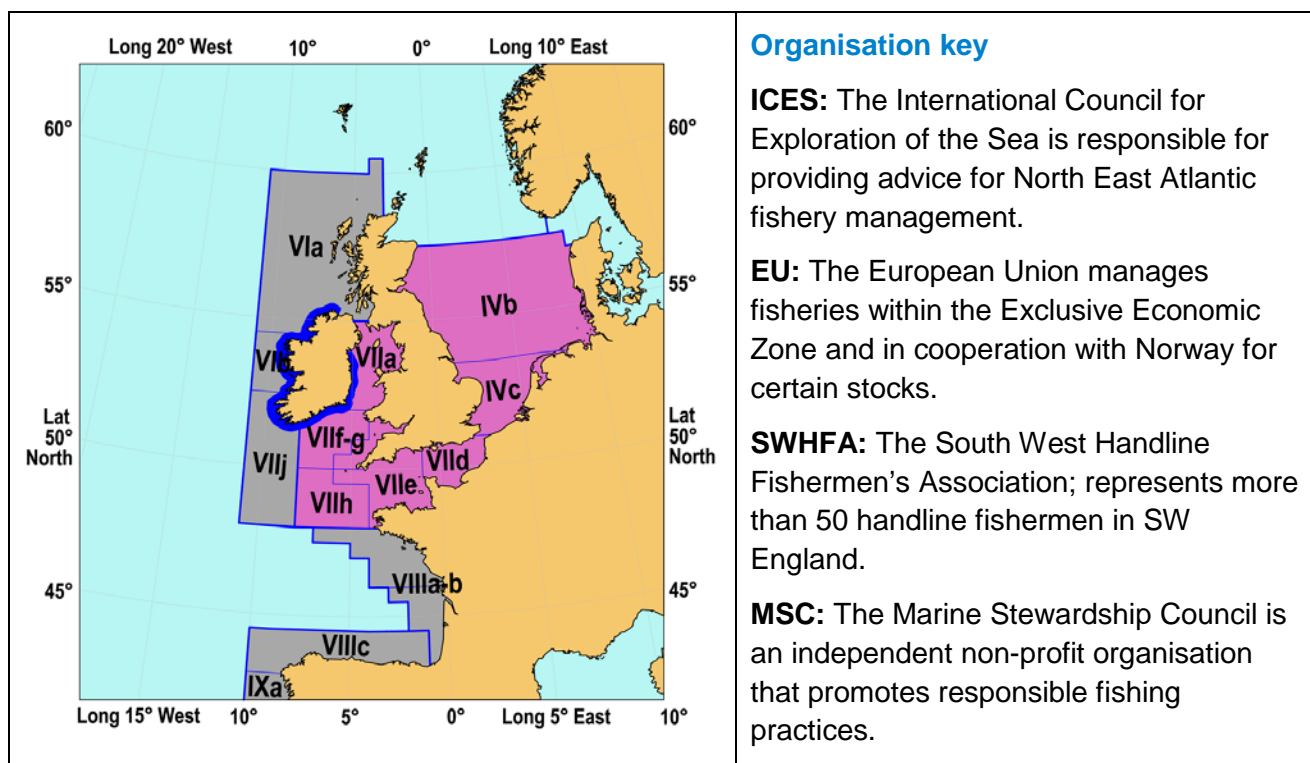 Long 20° West 10° 0° Long 10° East
60° 60°
VIa
55° 55°
IVb
VIb VIIa
IVc
Lat Lat
50° 50°
North North
VIIf-g
VIId
VIIj
VIIe
VIIh
45° 45°
VIIIa-b
VIIIc
IXa
Long 15° West 10° 5° 0° Long 5° East 10°
Organisation key
ICES: The International Council for
Exploration of the Sea is responsible for
providing advice for North East Atlantic
fishery management.
EU: The European Union manages
fisheries within the Exclusive Economic
Zone and in cooperation with Norway for
certain stocks.
SWHFA: The South West Handline
Fishermen’s Association; represents more
than 50 handline fishermen in SW
England.
MSC: The Marine Stewardship Council is
an independent non-profit organisation
that promotes responsible fishing
practices.